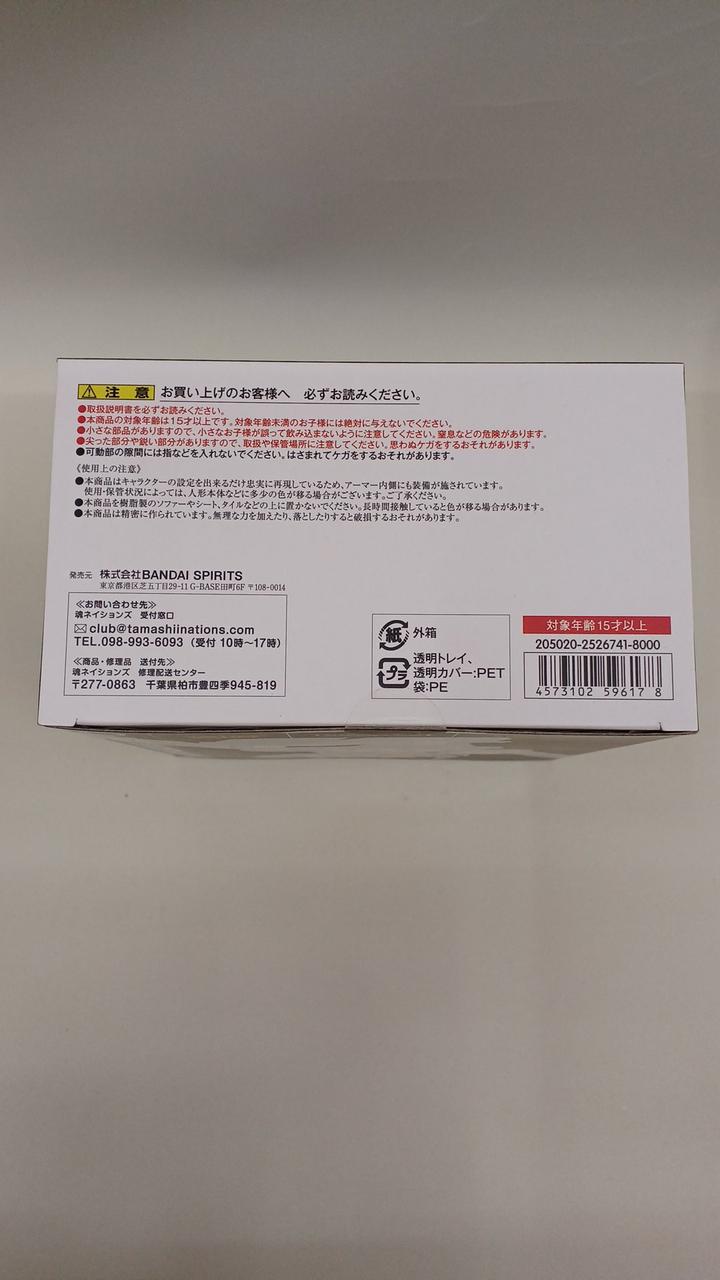 注 意 お買い上げのお客様へ 必ずお読みください。
●取扱説明書を必ずお読みください。
●本商品の対象年齢は15才以上です。対象年齢未満のお子様には絶対に与えないでください。
●小さな部品がありますので、小さなお子様が誤って飲み込まないように注意してください。窒息などの危険があります。
●尖った部分や鋭い部分がありますので、取扱や保管場所に注意してください。思わぬケガをするおそれがあります。
●可動部の隙間には指などを入れないでください。はさまれてケガをするおそれがあります。
《使用上の注意》
●本商品はキャラクターの設定を出来るだけ忠実に再現しているため、アーマー内側にも装備が施されています。
使用・保管状況によっては、人形本体などに多少の色が移る場合がございます。ご了承ください。
●本商品を樹脂製のソファーやシート、タイルなどの上に置かないでください。長時間接触していると色が移る場合があります。
●本商品は精密に作られています。無理な力を加えたり、落としたりすると破損するおそれがあります。
発売元 株式会社BANDAI SPIRITS
東京都港区芝五丁目29-11 G-BASE田町6F 〒108-0014
≪お問い合わせ先≫
魂ネイションズ 受付窓口
club@tamashiinations.com
TEL.098-993-6093（受付 10時～17時）
≪商品・修理品 送付先≫
魂ネイションズ 修理配送センター
〒277-0863 千葉県柏市豊四季945-819
紙 外箱
プラ 透明トレイ、
透明カバー:PET
袋:PE
対象年齢15才以上
205020-2526741-8000
4573102 59617 8